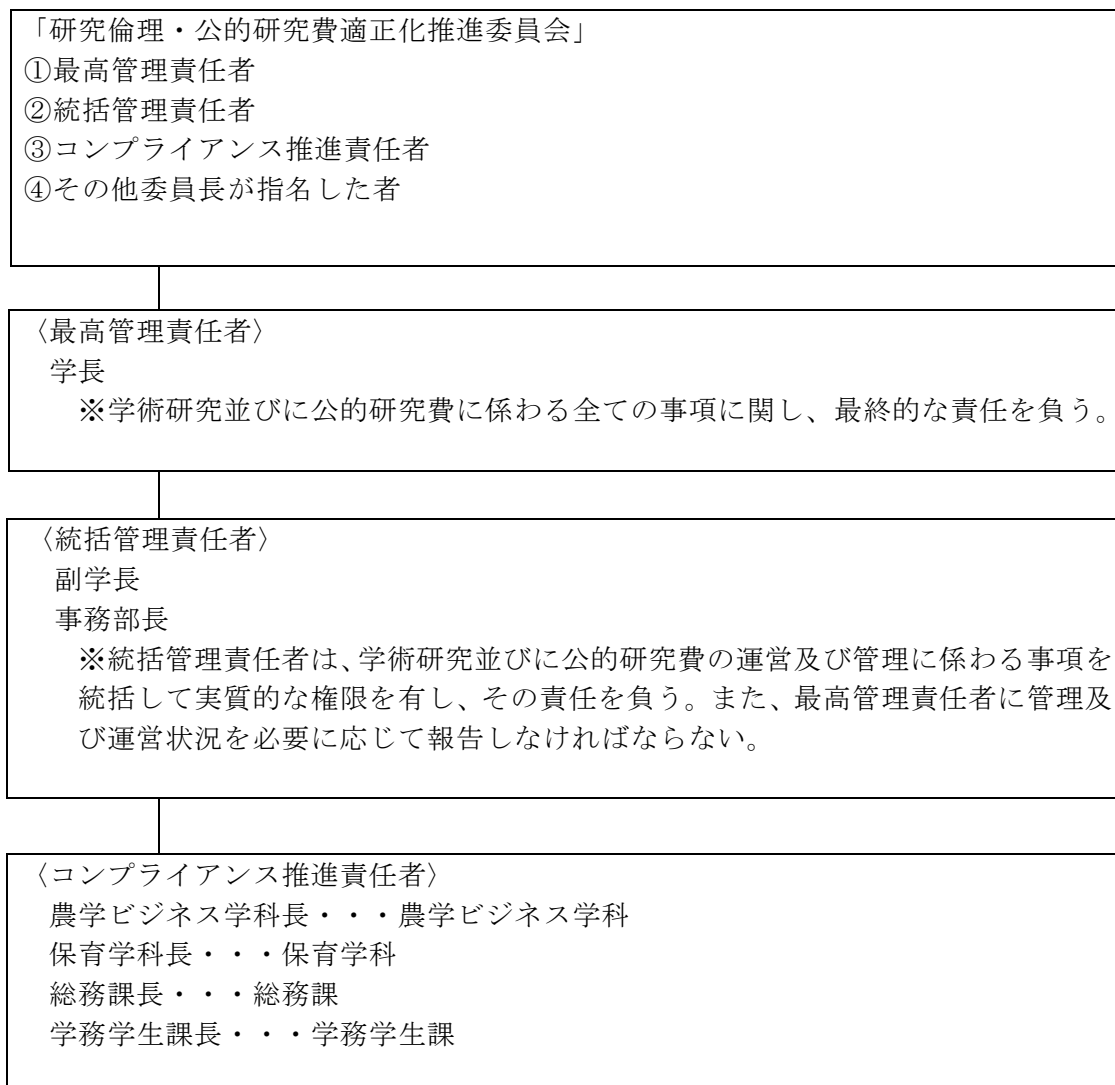 「研究倫理・公的研究費適正化推進委員会」
①最高管理責任者
②統括管理責任者
③コンプライアンス推進責任者
④その他委員長が指名した者
〈最高管理責任者〉
学長
※学術研究並びに公的研究費に係わる全ての事項に関し、最終的な責任を負う。
〈統括管理責任者〉
副学長
事務部長
※統括管理責任者は、学術研究並びに公的研究費の運営及び管理に係わる事項を
統括して実質的な権限を有し、その責任を負う。また、最高管理責任者に管理及
び運営状況を必要に応じて報告しなければならない。
〈コンプライアンス推進責任者〉
農学ビジネス学科長・・・農学ビジネス学科
保育学科長・・・保育学科
総務課長・・・総務課
学務学生課長・・・学務学生課